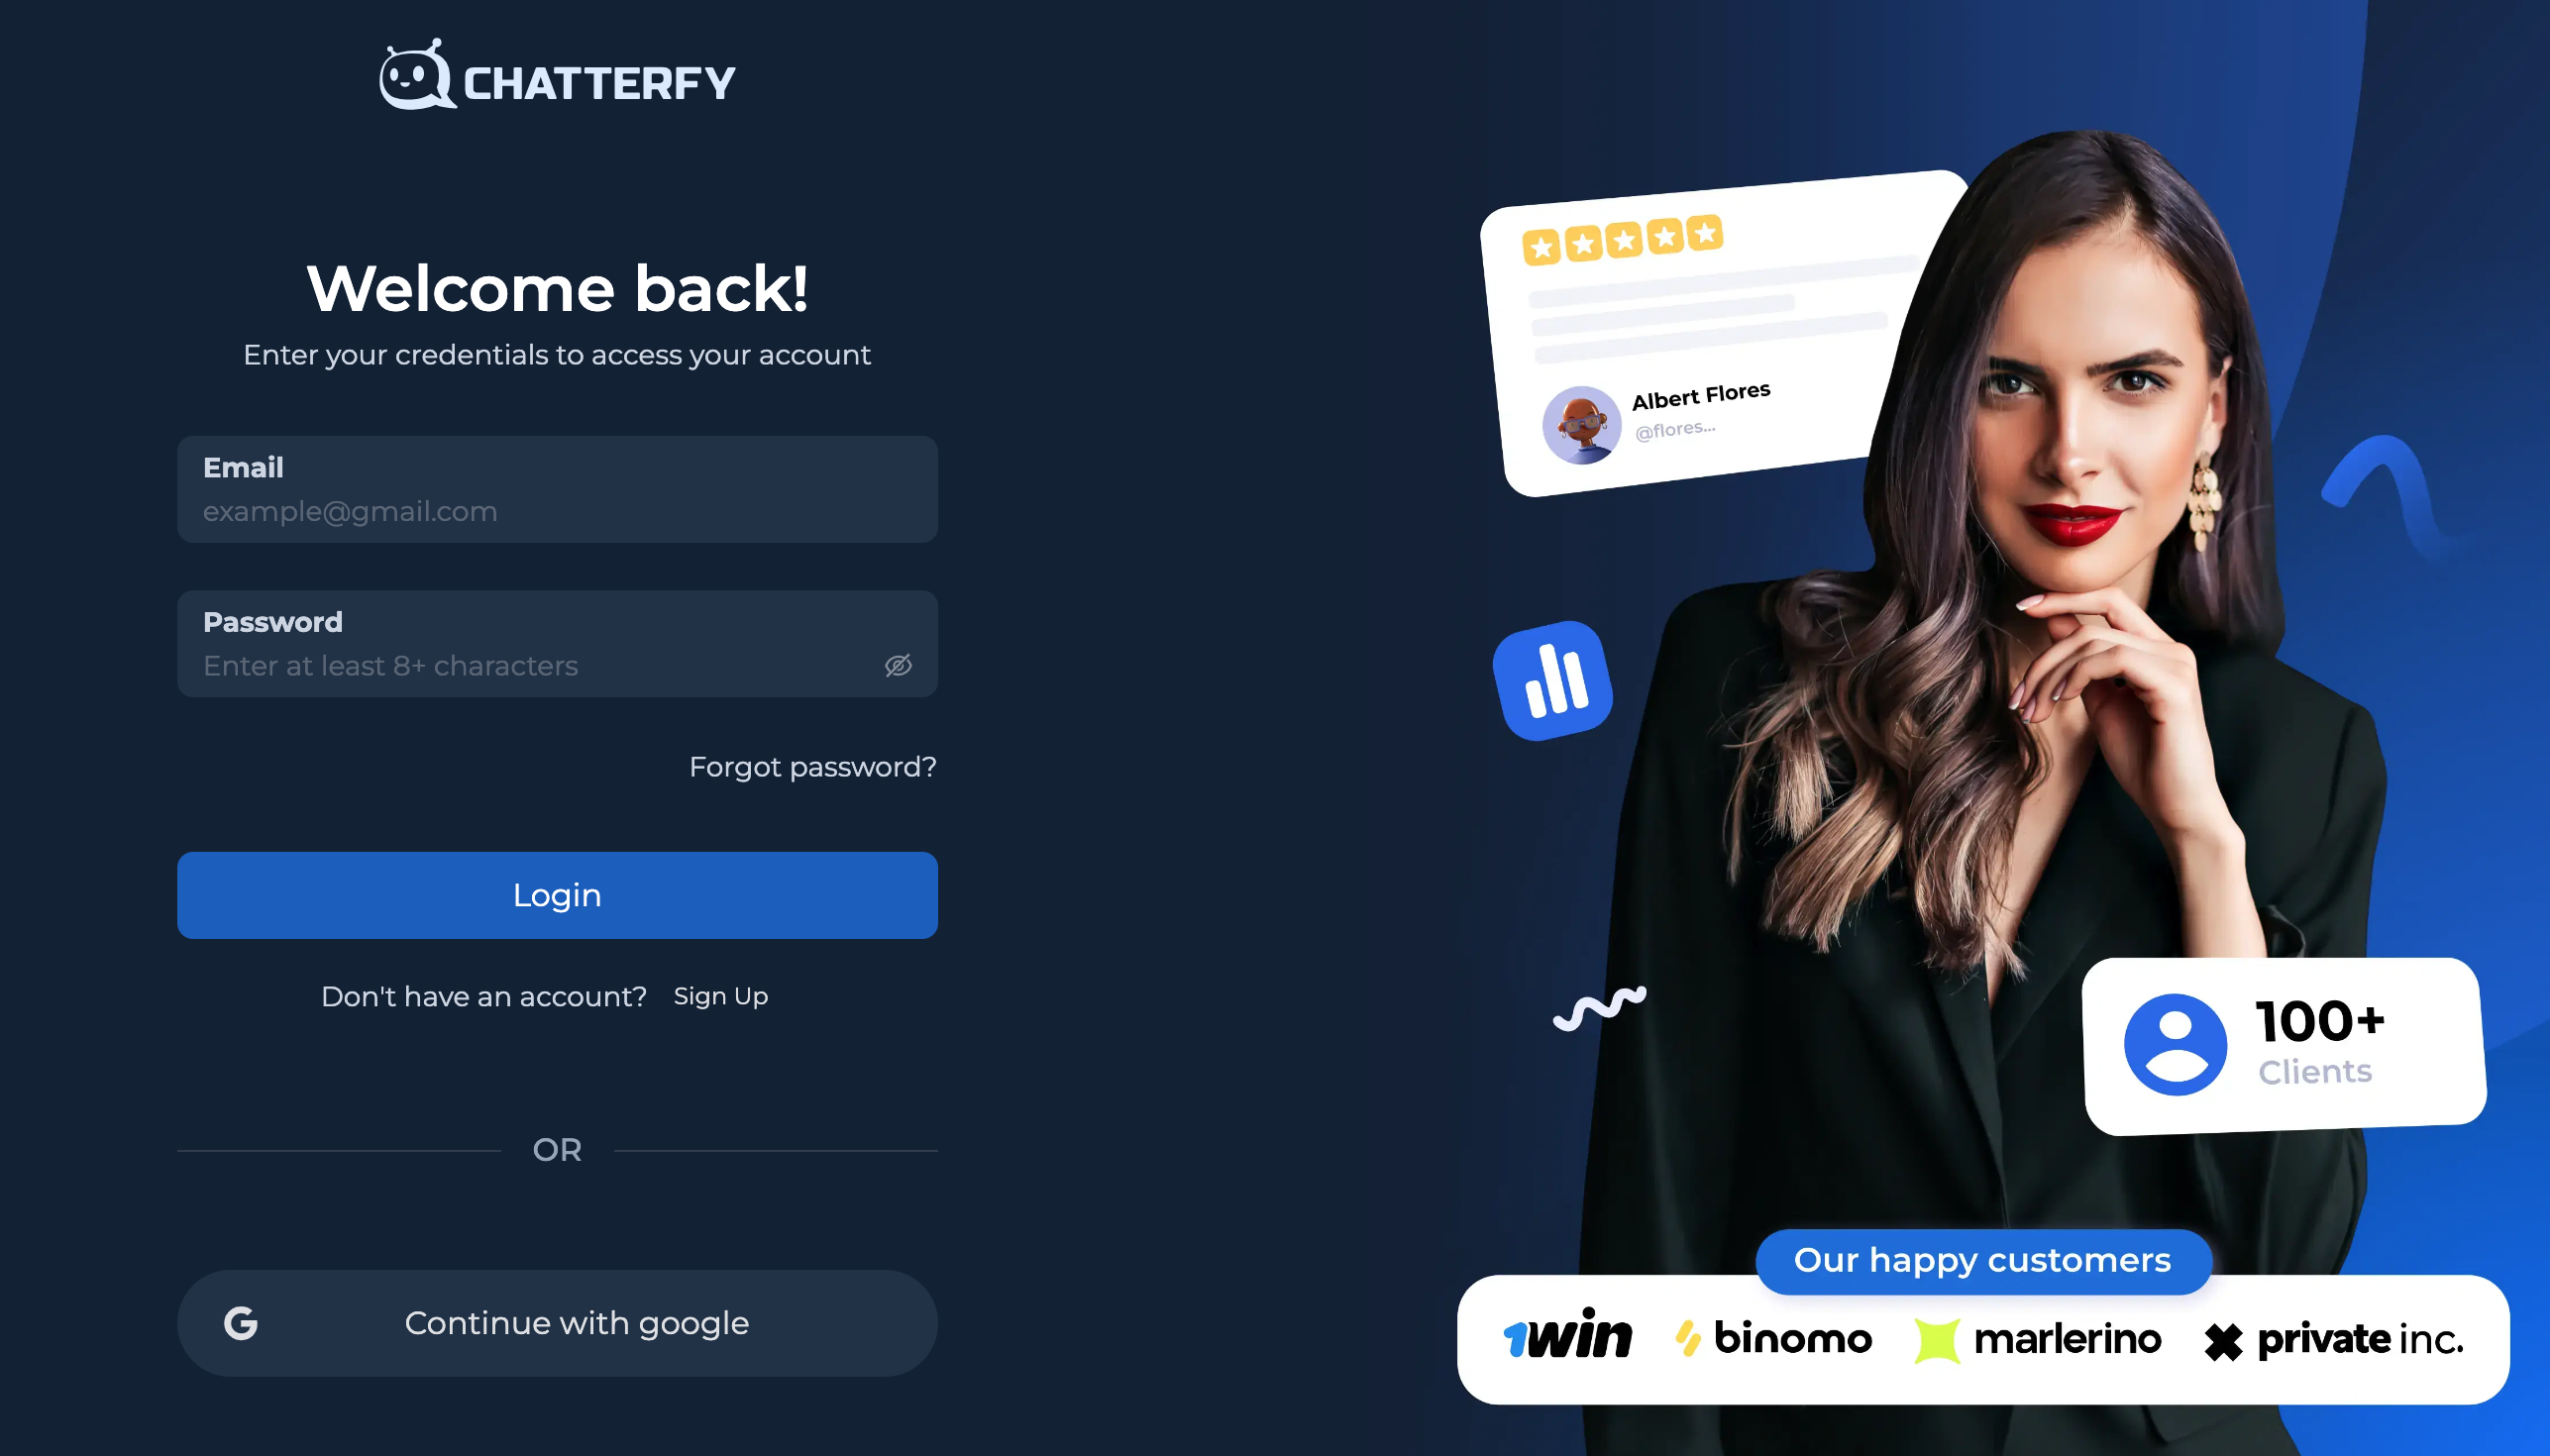 CHATTERFY
Welcome back!
Enter your credentials to access your account
Email
example@gmail.com
Password
Enter at least 8+ characters
Forgot password?
Login
Don't have an account? Sign Up
OR
Continue with google
Albert Flores
@flores...
100+
Clients
Our happy customers
1win binomo marlerino private inc.